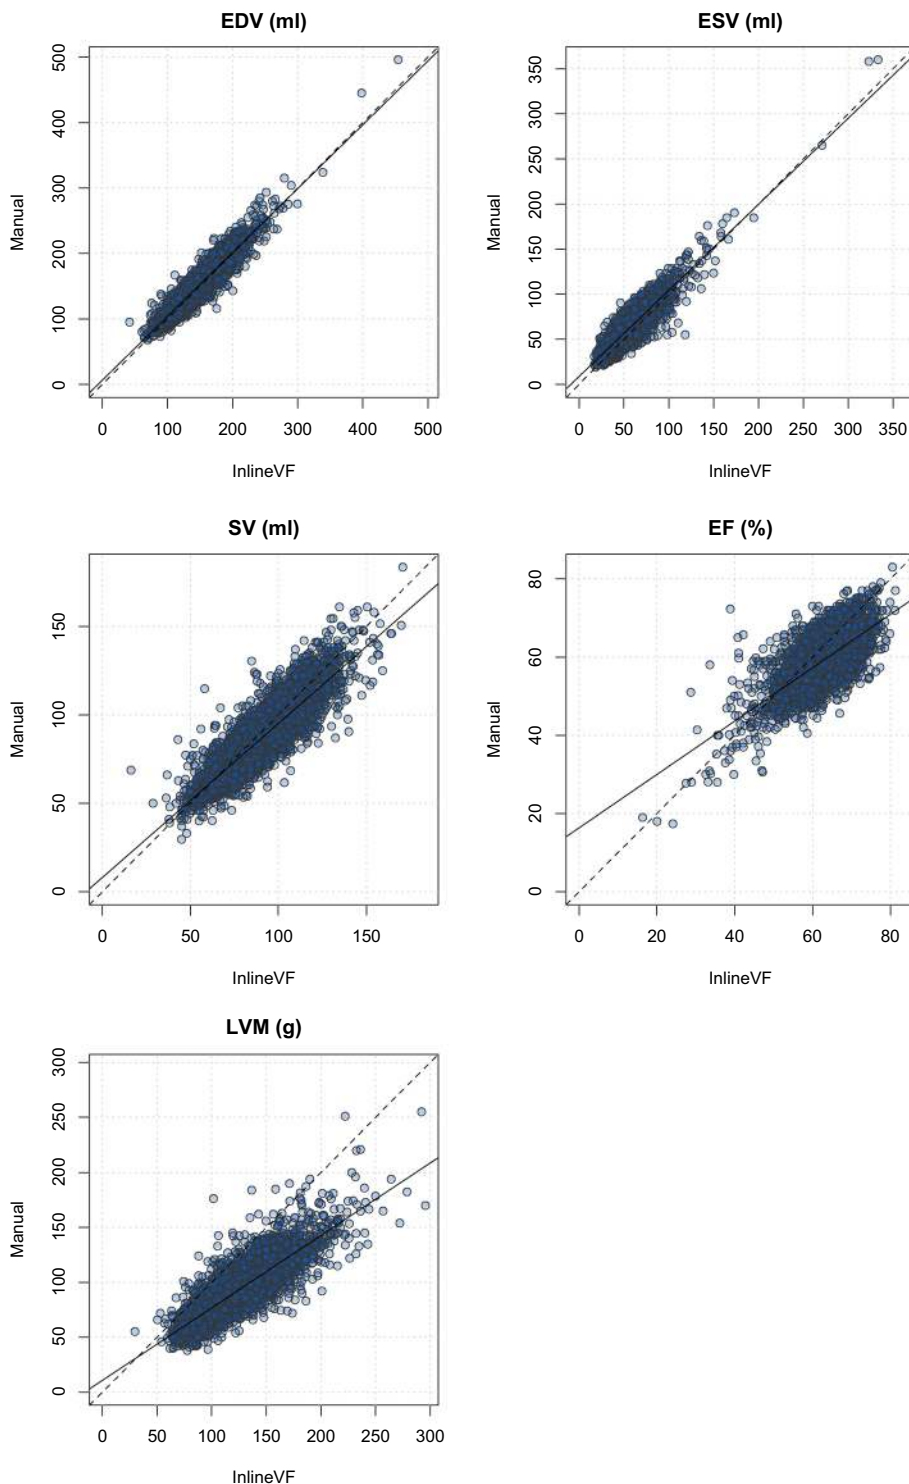 EDV (ml)
500
400
300
200
100
0
Manual
0 100 200 300 400 500
InlineVF
ESV (ml)
350
300
250
200
150
100
50
0
Manual
0 50 100 150 200 250 300 350
InlineVF
SV (ml)
150
100
50
0
Manual
0 50 100 150
InlineVF
EF (%)
80
60
40
20
0
Manual
0 20 40 60 80
InlineVF
LVM (g)
300
250
200
150
100
50
0
Manual
0 50 100 150 200 250 300
InlineVF